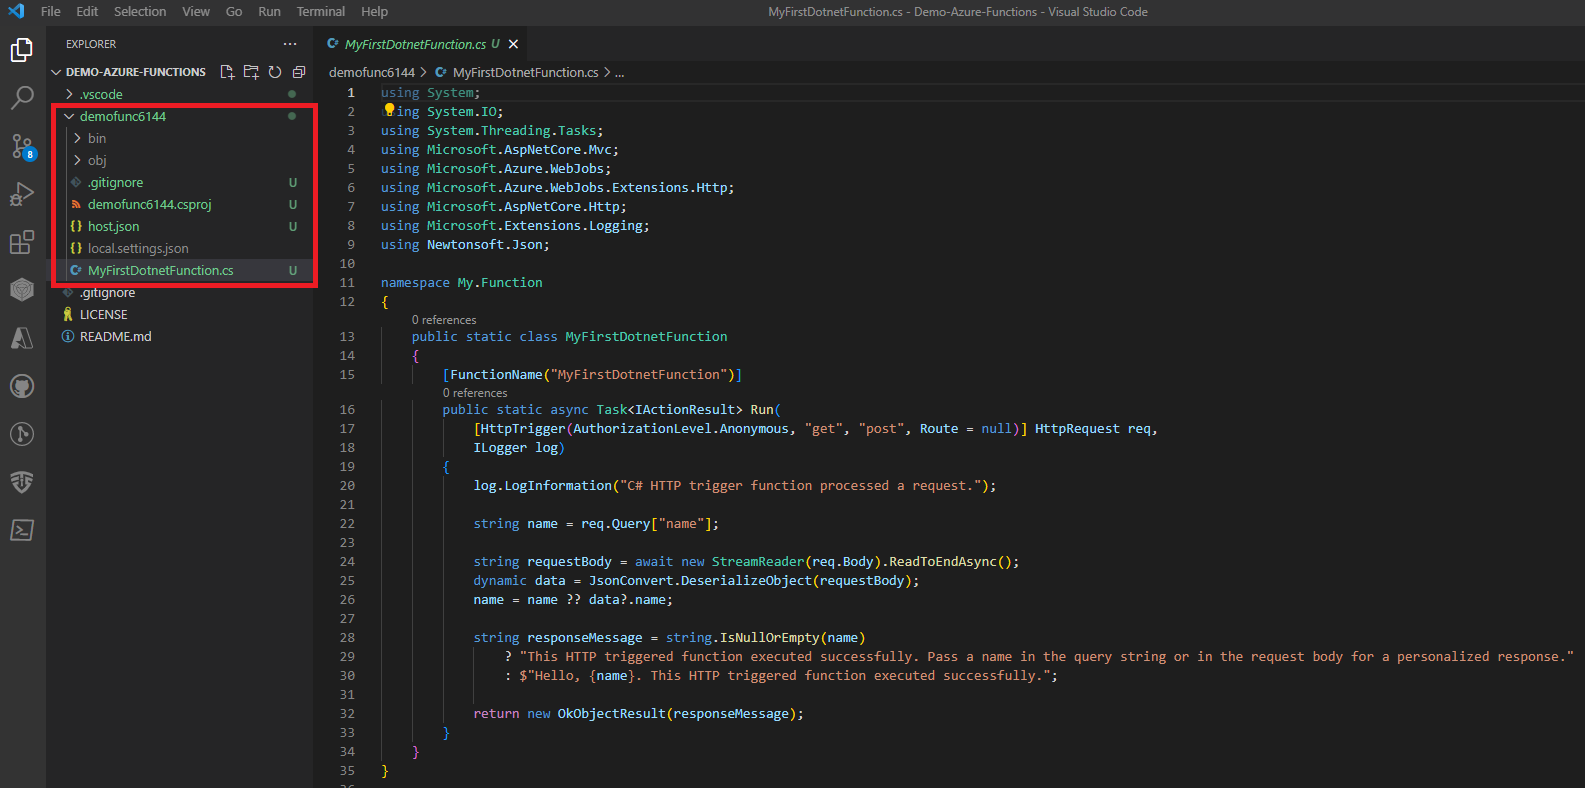 File Edit Selection View Go Run Terminal Help
MyFirstDotnetFunction.cs - Demo-Azure-Functions - Visual Studio Code
EXPLORER ...
DEMO-AZURE-FUNCTIONS
.vscode
demofunc6144
bin
obj
.gitignore U
demofunc6144.csproj U
{} host.json U
{} local.settings.json
C# MyFirstDotnetFunction.cs U
.gitignore
LICENSE
README.md
8
C# MyFirstDotnetFunction.cs U
demofunc6144 > C# MyFirstDotnetFunction.cs > ...
1 using System;
2 ing System.IO;
3 using System.Threading.Tasks;
4 using Microsoft.AspNetCore.Mvc;
5 using Microsoft.Azure.WebJobs;
6 using Microsoft.Azure.WebJobs.Extensions.Http;
7 using Microsoft.AspNetCore.Http;
8 using Microsoft.Extensions.Logging;
9 using Newtonsoft.Json;
10
11 namespace My.Function
12 {
0 references
13 public static class MyFirstDotnetFunction
14 {
15 [FunctionName("MyFirstDotnetFunction")]
0 references
16 public static async Task<IActionResult> Run(
17 [HttpTrigger(AuthorizationLevel.Anonymous, "get", "post", Route = null)] HttpRequest req,
18 ILogger log)
19 {
20 log.LogInformation("C# HTTP trigger function processed a request.");
21
22 string name = req.Query["name"];
23
24 string requestBody = await new StreamReader(req.Body).ReadToEndAsync();
25 dynamic data = JsonConvert.DeserializeObject(requestBody);
26 name = name ?? data?.name;
27
28 string responseMessage = string.IsNullOrEmpty(name)
29 ? "This HTTP triggered function executed successfully. Pass a name in the query string or in the request body for a personalized response."
30 : $"Hello, {name}. This HTTP triggered function executed successfully.";
31
32 return new OkObjectResult(responseMessage);
33 }
34 }
35 }